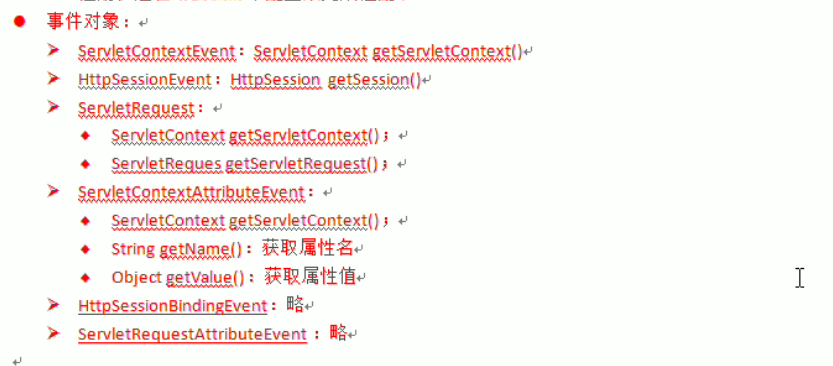 事件对象：
ServletContextEvent：ServletContext getServletContext()
HttpSessionEvent：HttpSession getSession()
ServletRequest：
ServletContext getServletContext()；
ServletReques getServletRequest()；
ServletContextAttributeEvent：
ServletContext getServletContext()；
String getName()：获取属性名
Object getValue()：获取属性值
HttpSessionBindingEvent：略
ServletRequestAttributeEvent ：略